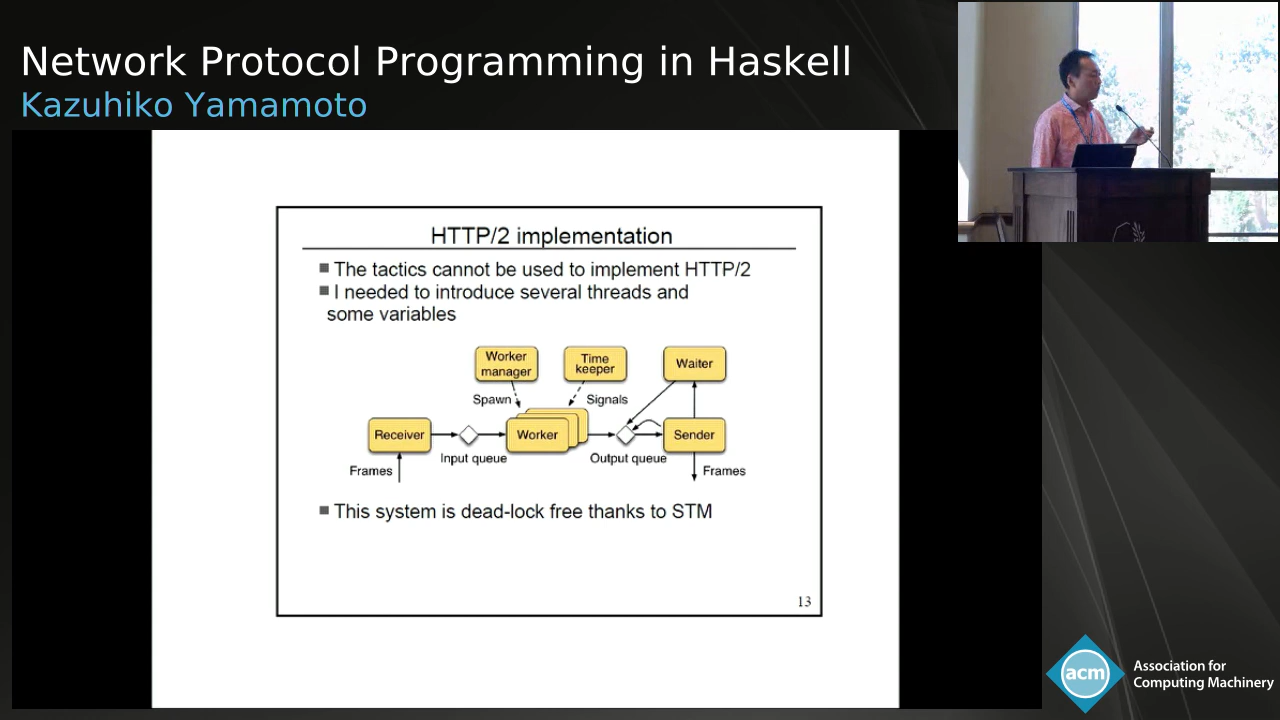 Network Protocol Programming in Haskell
Kazuhiko Yamamoto
HTTP/2 implementation
The tactics cannot be used to implement HTTP/2
I needed to introduce several threads and
some variables
Worker
manager
Time
keeper
Waiter
Spawn
Signals
Receiver
Worker
Sender
Input queue
Output queue
Frames
Frames
This system is dead-lock free thanks to STM
13
acm
Association for
Computing Machinery